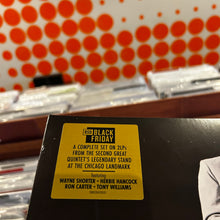 BLACK
FRIDAY
A COMPLETE SET ON 2LPs
FROM THE SECOND GREAT
QUINTET'S LEGENDARY STAND
AT THE CHICAGO LANDMARK
featuring
WAYNE SHORTER • HERBIE HANCOCK
RON CARTER • TONY WILLIAMS